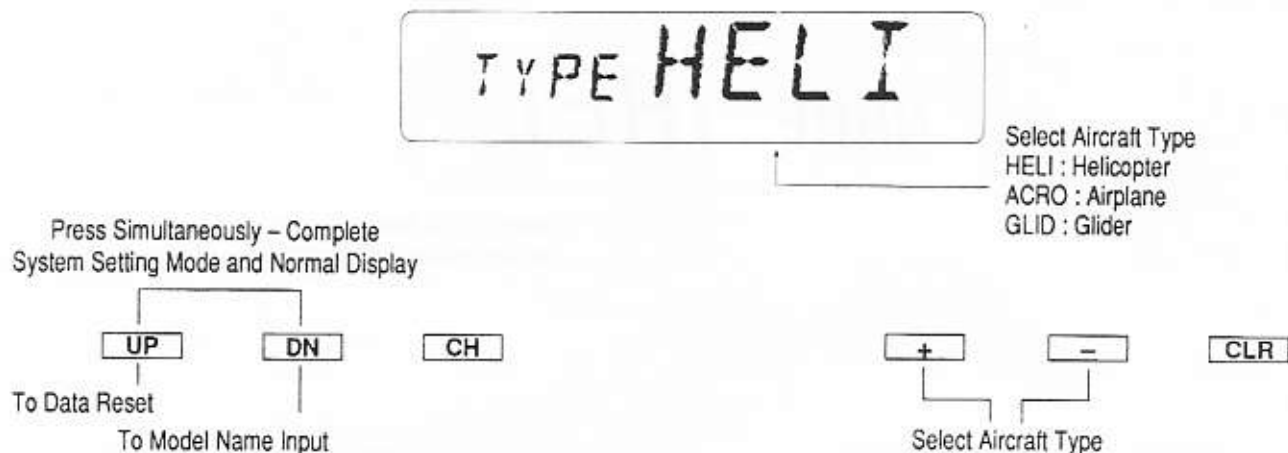 TYPE HELI
Select Aircraft Type
HELI : Helicopter
ACRO : Airplane
GLID : Glider
Press Simultaneously – Complete
System Setting Mode and Normal Display
UP DN CH + – CLR
To Data Reset
To Model Name Input
Select Aircraft Type